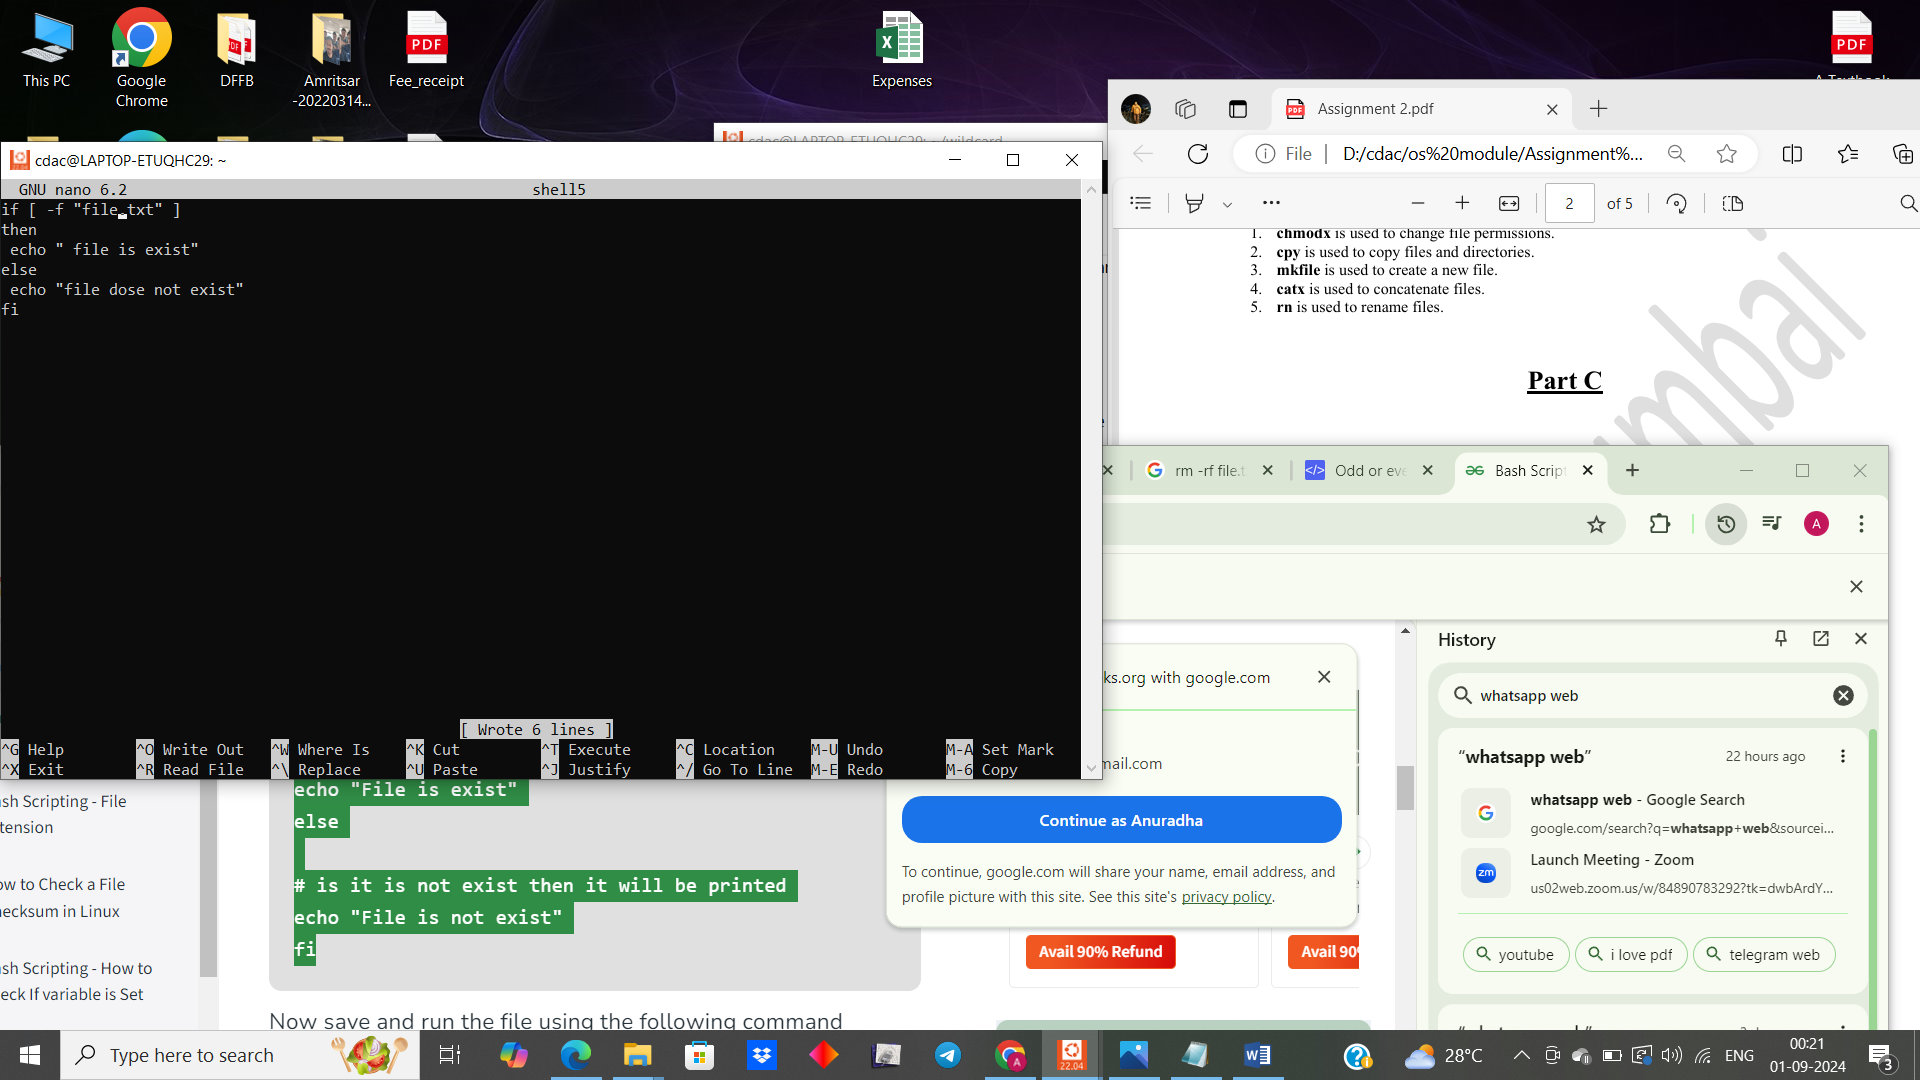 This PC
Google
Chrome
DFFB
Amritsar
-20220314...
Fee_receipt
Expenses
cdac@LAPTOP-ETUQHC29: ~/wildcard
cdac@LAPTOP-ETUQHC29: ~
GNU nano 6.2 shell5
if [ -f "file.txt" ]
then
echo " file is exist"
else
echo "file dose not exist"
fi
[ Wrote 6 lines ]
^G Help ^O Write Out ^W Where Is ^K Cut ^T Execute ^C Location M-U Undo M-A Set Mark
^X Exit ^R Read File ^\ Replace ^U Paste ^J Justify ^/ Go To Line M-E Redo M-6 Copy
Assignment 2.pdf
File D:/cdac/os%20module/Assignment%...
2 of 5
1. chmodx is used to change file permissions.
2. cpy is used to copy files and directories.
3. mkfile is used to create a new file.
4. catx is used to concatenate files.
5. rn is used to rename files.
Part C
rm -rf file.t
Odd or eve
Bash Script
A
ks.org with google.com
mail.com
Continue as Anuradha
To continue, google.com will share your name, email address, and
profile picture with this site. See this site's privacy policy.
Avail 90% Refund
Avail 90
History
whatsapp web
"whatsapp web" 22 hours ago
whatsapp web - Google Search
google.com/search?q=whatsapp+web&sourcei...
Launch Meeting - Zoom
us02web.zoom.us/w/84890783292?tk=dwbArdY...
youtube
i love pdf
telegram web
sh Scripting - File
tension
ow to Check a File
ecksum in Linux
sh Scripting - How to
eck If variable is Set
echo "File is exist"
else
# is it is not exist then it will be printed
echo "File is not exist"
fi
Now save and run the file using the following command
Type here to search
22.04
28°C
ENG
00:21
01-09-2024
3